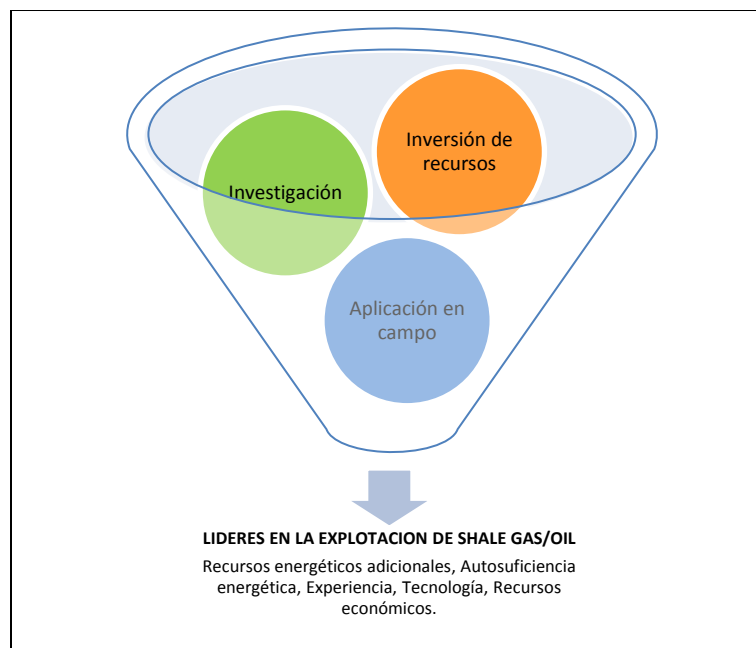 Inversión de
recursos
Investigación
Aplicación en
campo
LIDERES EN LA EXPLOTACION DE SHALE GAS/OIL
Recursos energéticos adicionales, Autosuficiencia
energética, Experiencia, Tecnología, Recursos
económicos.